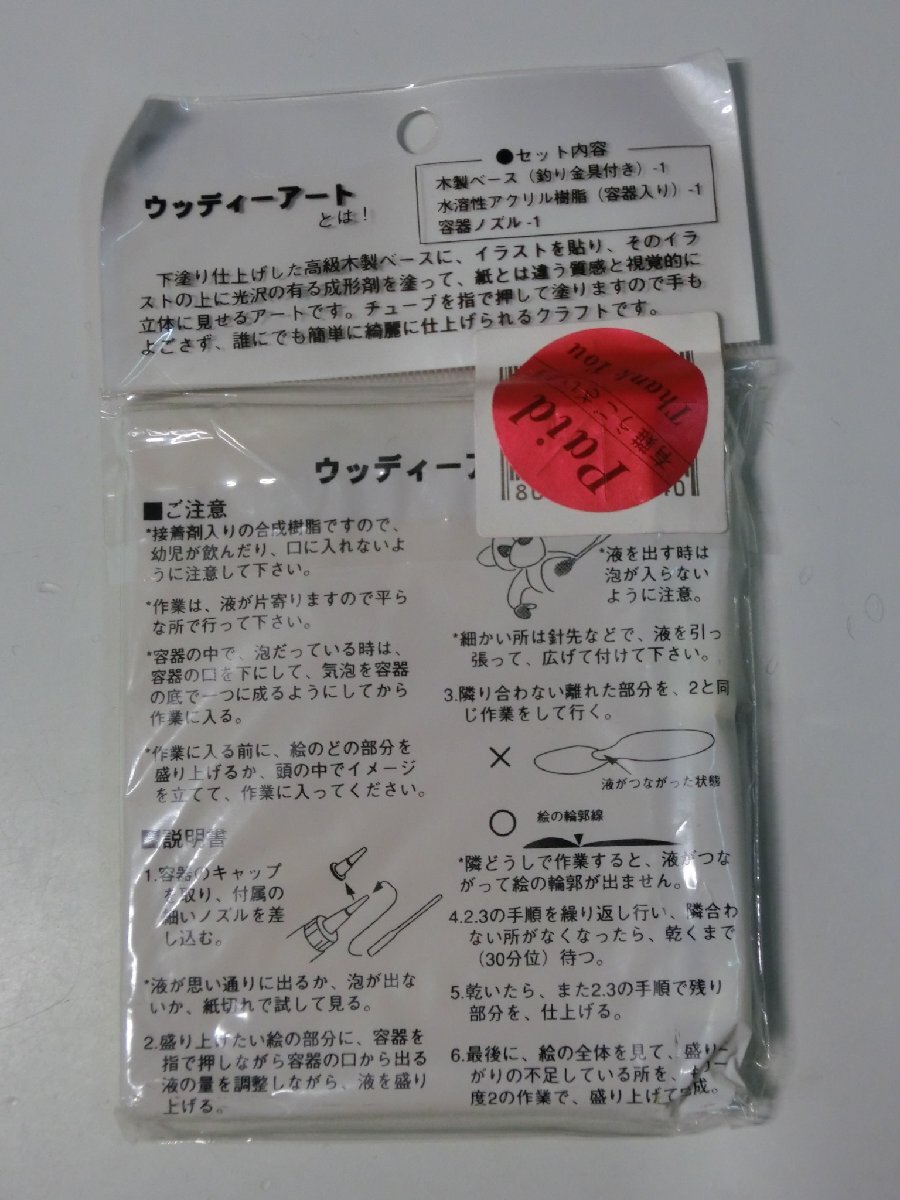 ウッディーアート
とは！
●セット内容
木製ベース（釣り金具付き）-1
水溶性アクリル樹脂（容器入り）-1
容器ノズル-1
下塗り仕上げした高級木製ベースに、イラストを貼り、そのイラ
ストの上に光沢の有る成形剤を塗って、紙とは違う質感と視覚的に
立体に見せるアートです。チューブを指で押して塗りますので手も
よごさず、誰にでも簡単に綺麗に仕上げられるクラフトです。
Paid
有難うございます
Thank You
80
40
ウッディーア
■ご注意
*接着剤入りの合成樹脂ですので、
幼児が飲んだり、口に入れないよ
うに注意して下さい。
*作業は、液が片寄りますので平ら
な所で行って下さい。
*容器の中で、泡だっている時は、
容器の口を下にして、気泡を容器
の底で一つに成るようにしてから
作業に入る。
*作業に入る前に、絵のどの部分を
盛り上げるか、頭の中でイメージ
を立てて、作業に入ってください。
■説明書
1.容器のキャップ
を取り、付属の
細いノズルを差
し込む。
*液が思い通りに出るか、泡が出な
いか、紙切れで試して見る。
2.盛り上げたい絵の部分に、容器を
指で押しながら容器の口から出る
液の量を調整しながら、液を盛り
上げる。
*液を出す時は
泡が入らない
ように注意。
*細かい所は針先などで、液を引っ
張って、広げて付けて下さい。
3.隣り合わない離れた部分を、2と同
じ作業をして行く。
×
液がつながった状態
○
絵の輪郭線
*隣どうしで作業すると、液がつな
がって絵の輪郭が出ません。
4.2.3の手順を繰り返し行い、隣合わ
ない所がなくなったら、乾くまで
（30分位）待つ。
5.乾いたら、また2.3の手順で残り
部分を、仕上げる。
6.最後に、絵の全体を見て、盛り上
がりの不足している所を、もう一
度2の作業で、盛り上げて完成。